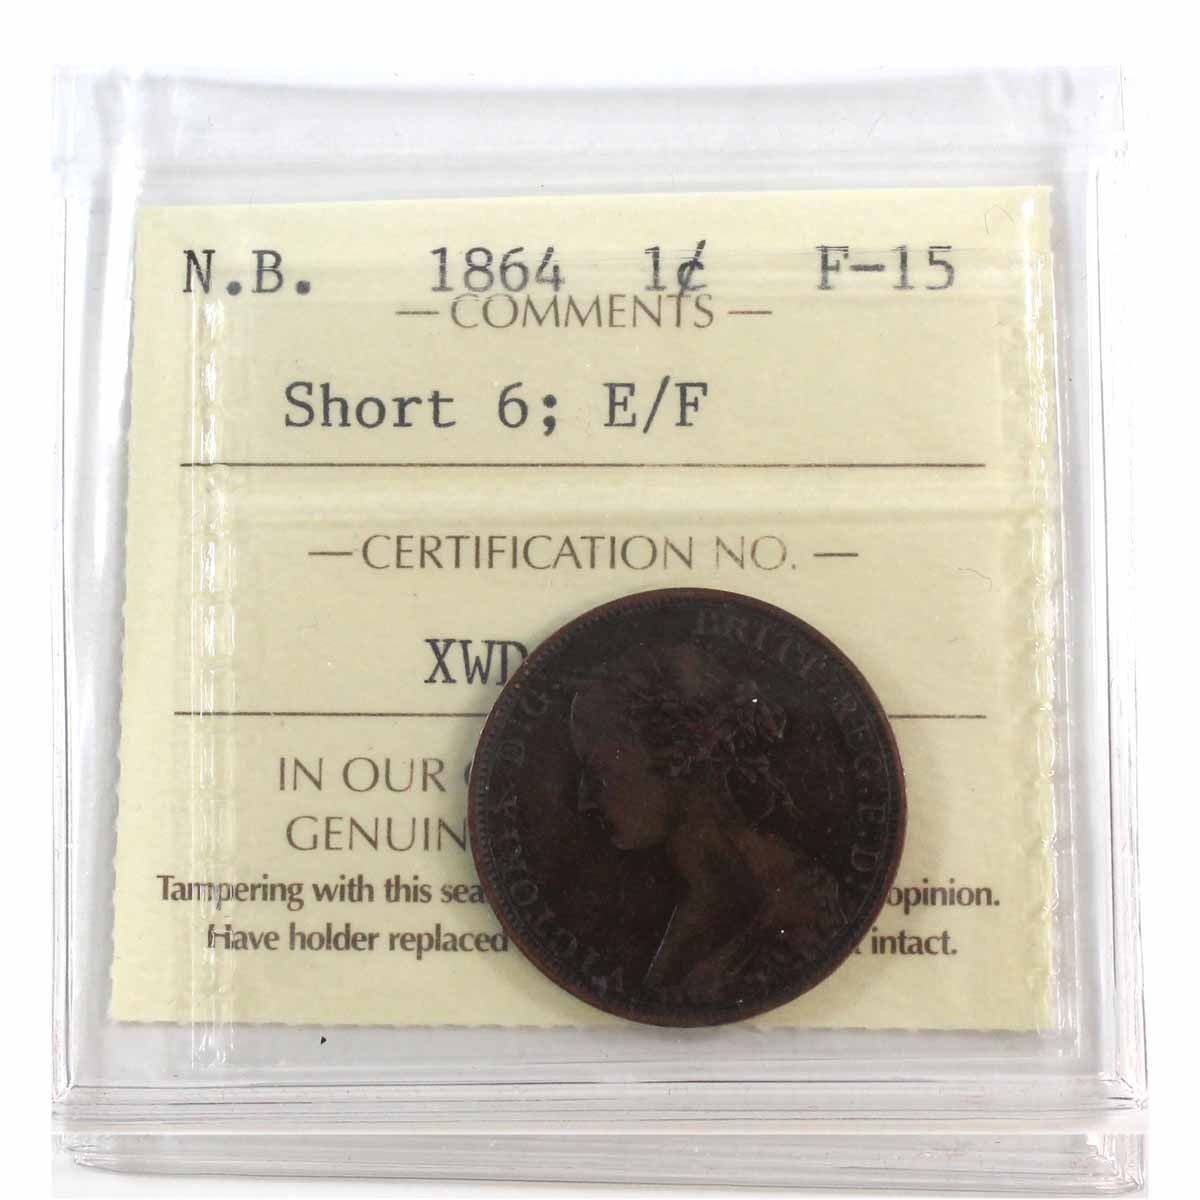 N.B. 1864 1¢ F-15
— COMMENTS —
Short 6; E/F
— CERTIFICATION NO. —
XWD
IN OUR
GENUIN
Tampering with this sea opinion.
Have holder replaced intact.
VICTORIA D:G: BRITT:REG:F:D: